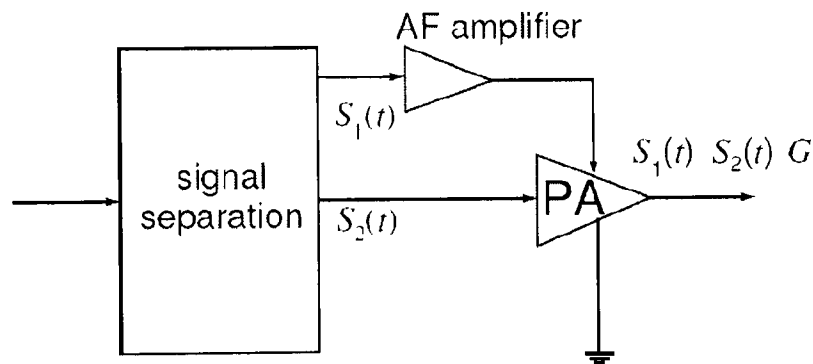 AF amplifier
S₁(t)
signal
separation
S₂(t)
PA
S₁(t) S₂(t) G